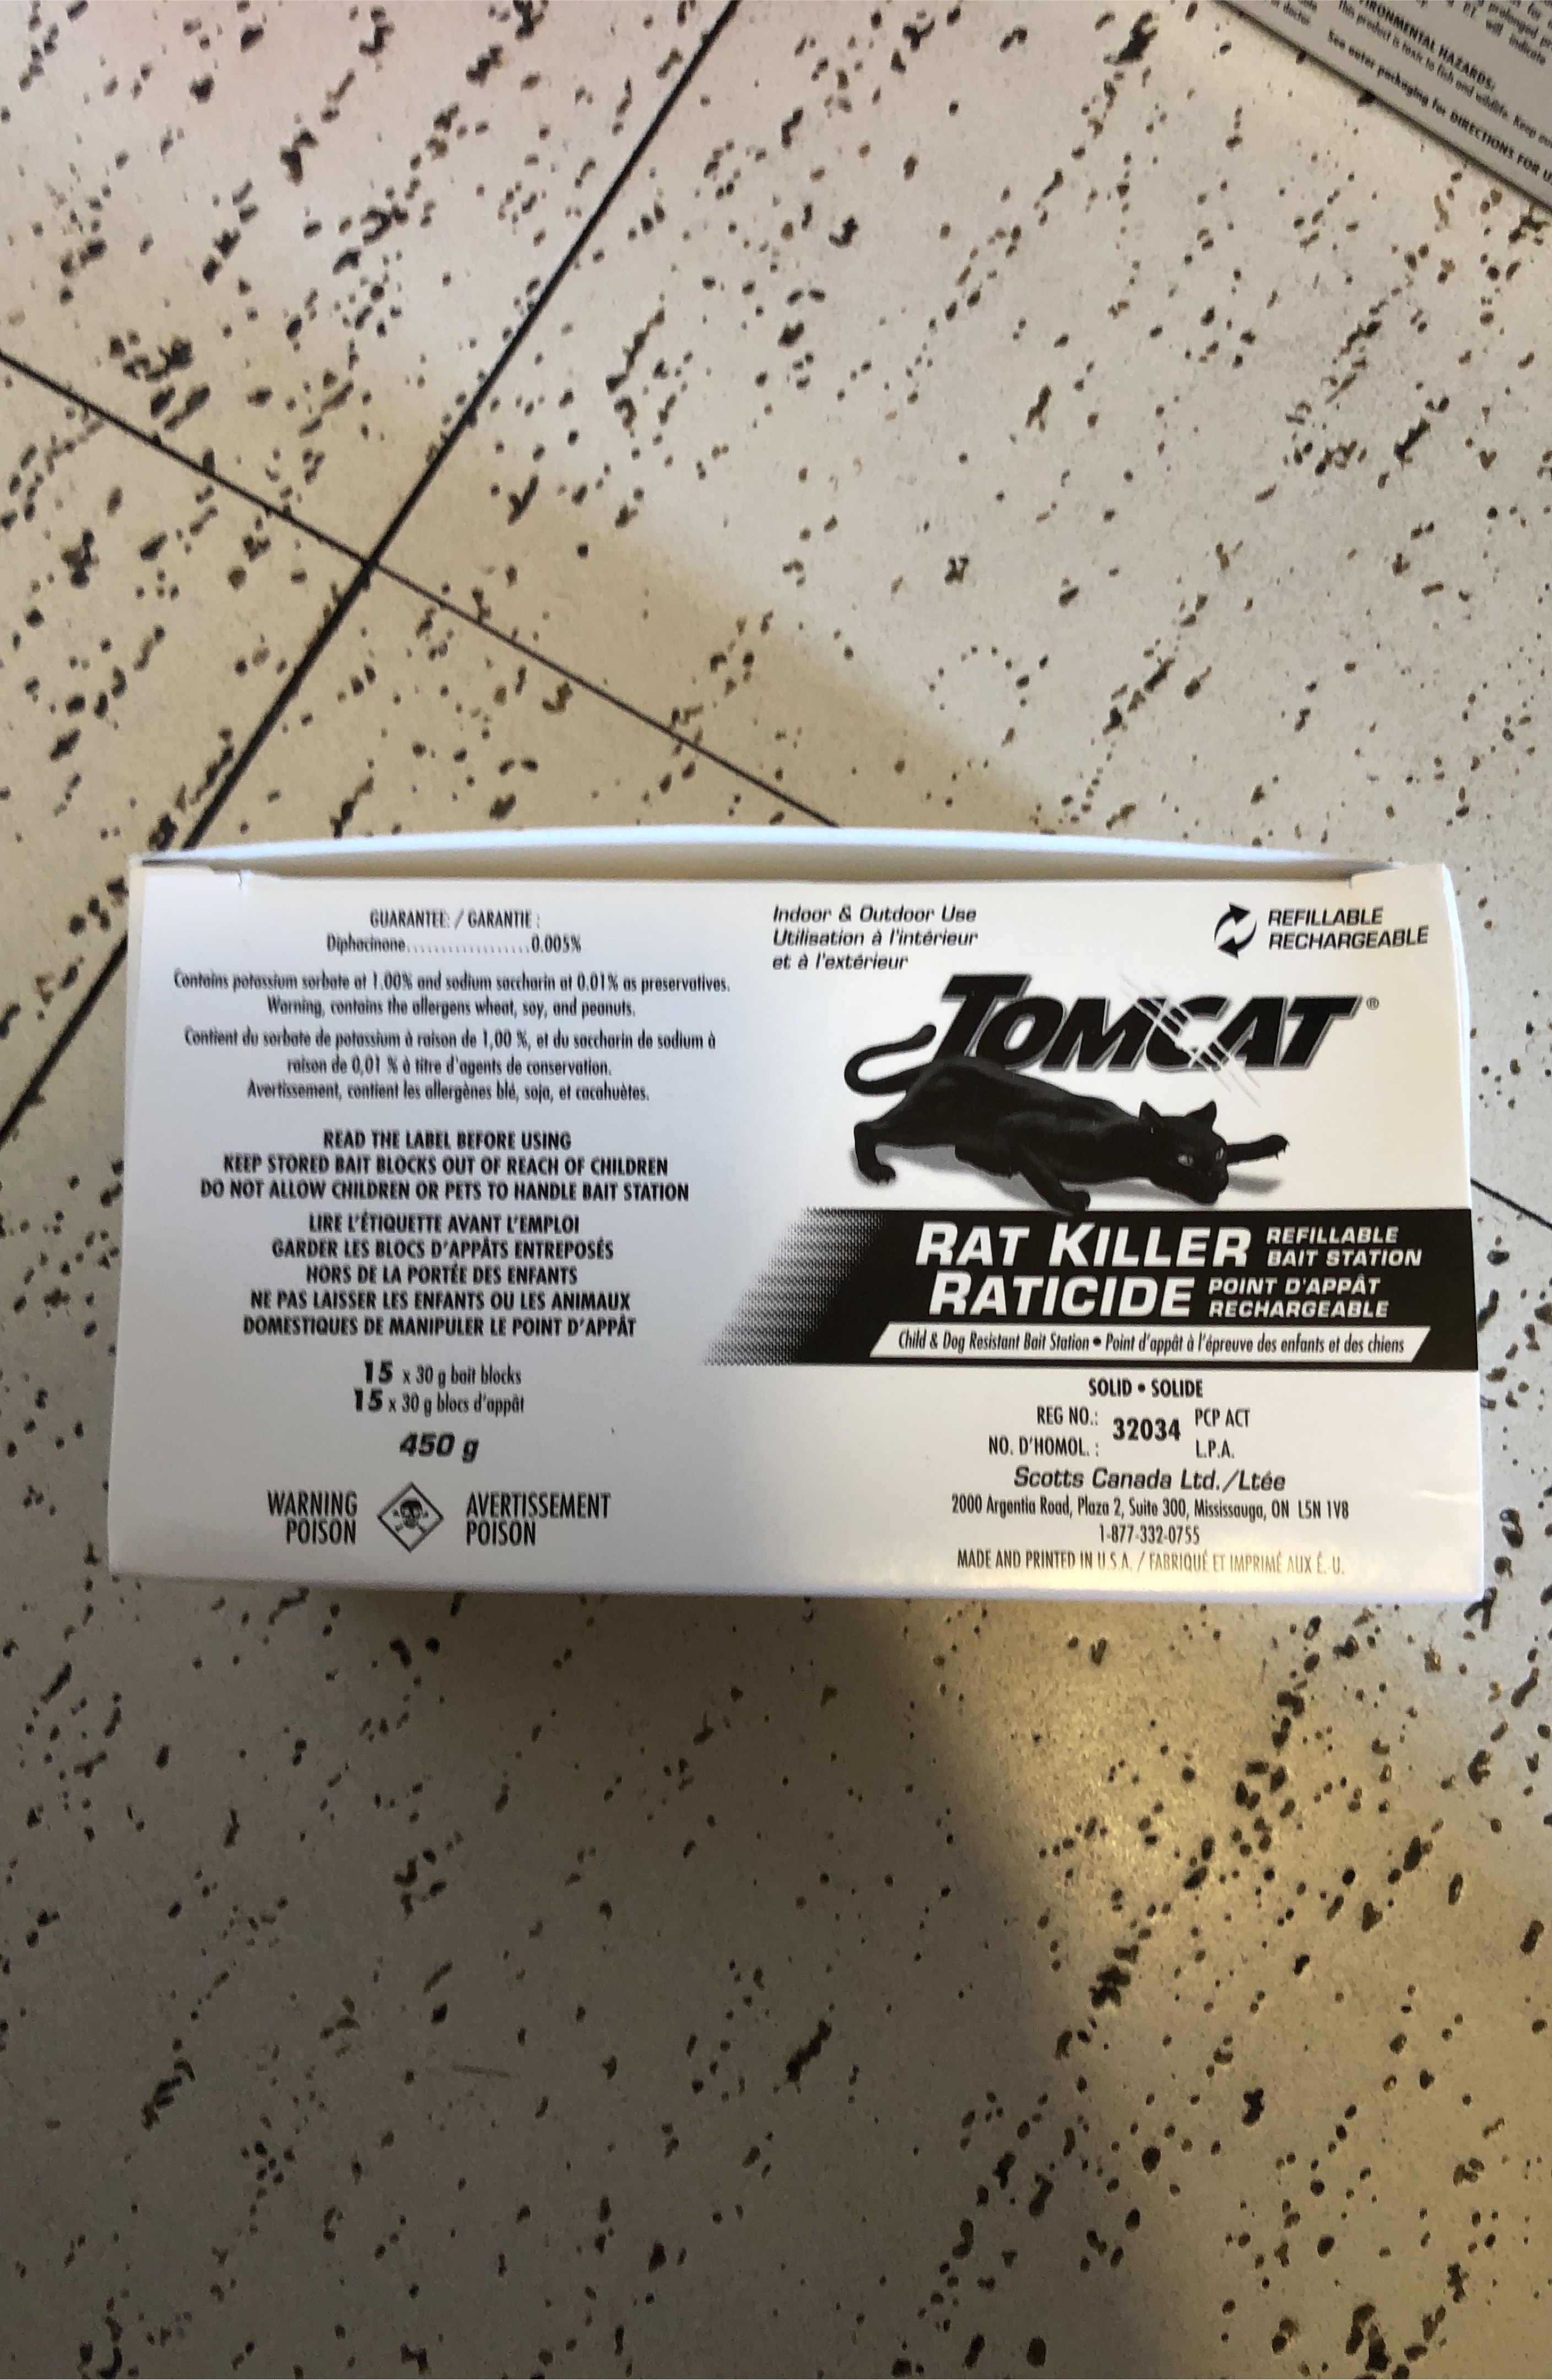 ENVIRONMENTAL HAZARDS:
This product is toxic to fish and wildlife. Keep
See outer packaging for DIRECTIONS FOR
GUARANTEE: / GARANTIE :
Diphacinone..................0.005%
Contains potassium sorbate at 1.00% and sodium saccharin at 0.01% as preservatives.
Warning, contains the allergens wheat, soy, and peanuts.
Contient du sorbate de potassium à raison de 1,00 %, et du saccharin de sodium à
raison de 0,01 % à titre d'agents de conservation.
Avertissement, contient les allergènes blé, soja, et cacahuètes.
READ THE LABEL BEFORE USING
KEEP STORED BAIT BLOCKS OUT OF REACH OF CHILDREN
DO NOT ALLOW CHILDREN OR PETS TO HANDLE BAIT STATION
LIRE L'ÉTIQUETTE AVANT L'EMPLOI
GARDER LES BLOCS D'APPÂTS ENTREPOSÉS
HORS DE LA PORTÉE DES ENFANTS
NE PAS LAISSER LES ENFANTS OU LES ANIMAUX
DOMESTIQUES DE MANIPULER LE POINT D'APPÂT
15 x 30 g bait blocks
15 x 30 g blocs d'appât
450 g
WARNING
POISON
AVERTISSEMENT
POISON
Indoor & Outdoor Use
Utilisation à l'intérieur
et à l'extérieur
REFILLABLE
RECHARGEABLE
TOMCAT®
RAT KILLER REFILLABLE BAIT STATION
RATICIDE POINT D'APPÂT RECHARGEABLE
Child & Dog Resistant Bait Station • Point d'appât à l'épreuve des enfants et des chiens
SOLID • SOLIDE
REG NO.: 32034 PCP ACT
NO. D'HOMOL. : L.P.A.
Scotts Canada Ltd./Ltée
2000 Argentia Road, Plaza 2, Suite 300, Mississauga, ON L5N 1V8
1-877-332-0755
MADE AND PRINTED IN U.S.A. / FABRIQUÉ ET IMPRIMÉ AUX É.-U.